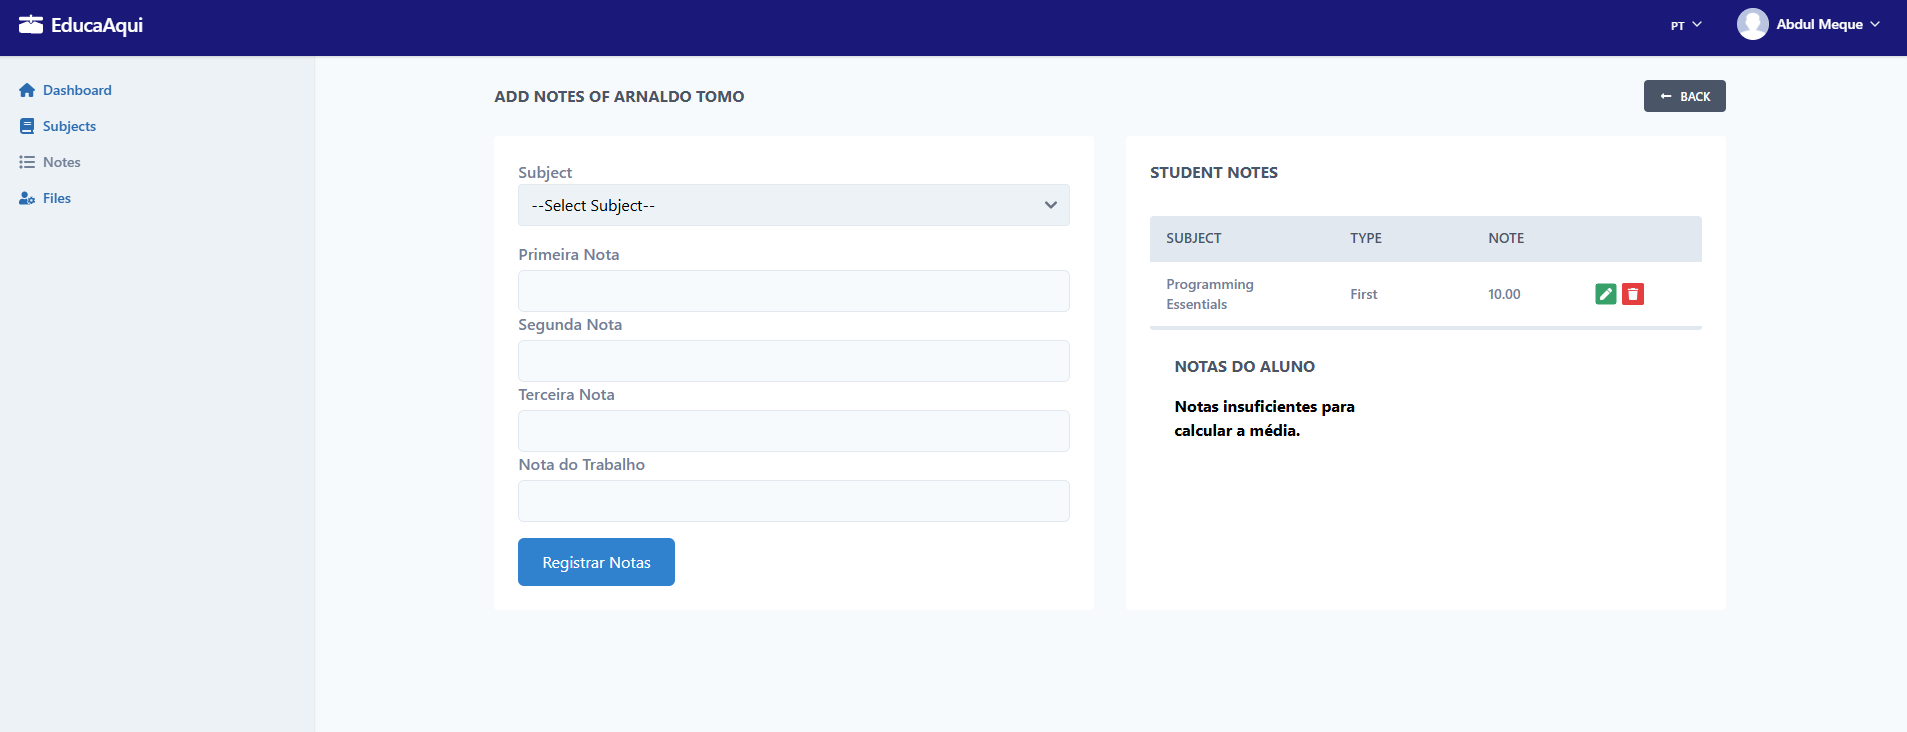 EducaAqui
PT
Abdul Meque
Dashboard
Subjects
Notes
Files
ADD NOTES OF ARNALDO TOMO
BACK
Subject
--Select Subject--
Primeira Nota
Segunda Nota
Terceira Nota
Nota do Trabalho
Registrar Notas
STUDENT NOTES
SUBJECT TYPE NOTE
Programming
Essentials
First
10.00
NOTAS DO ALUNO
Notas insuficientes para
calcular a média.